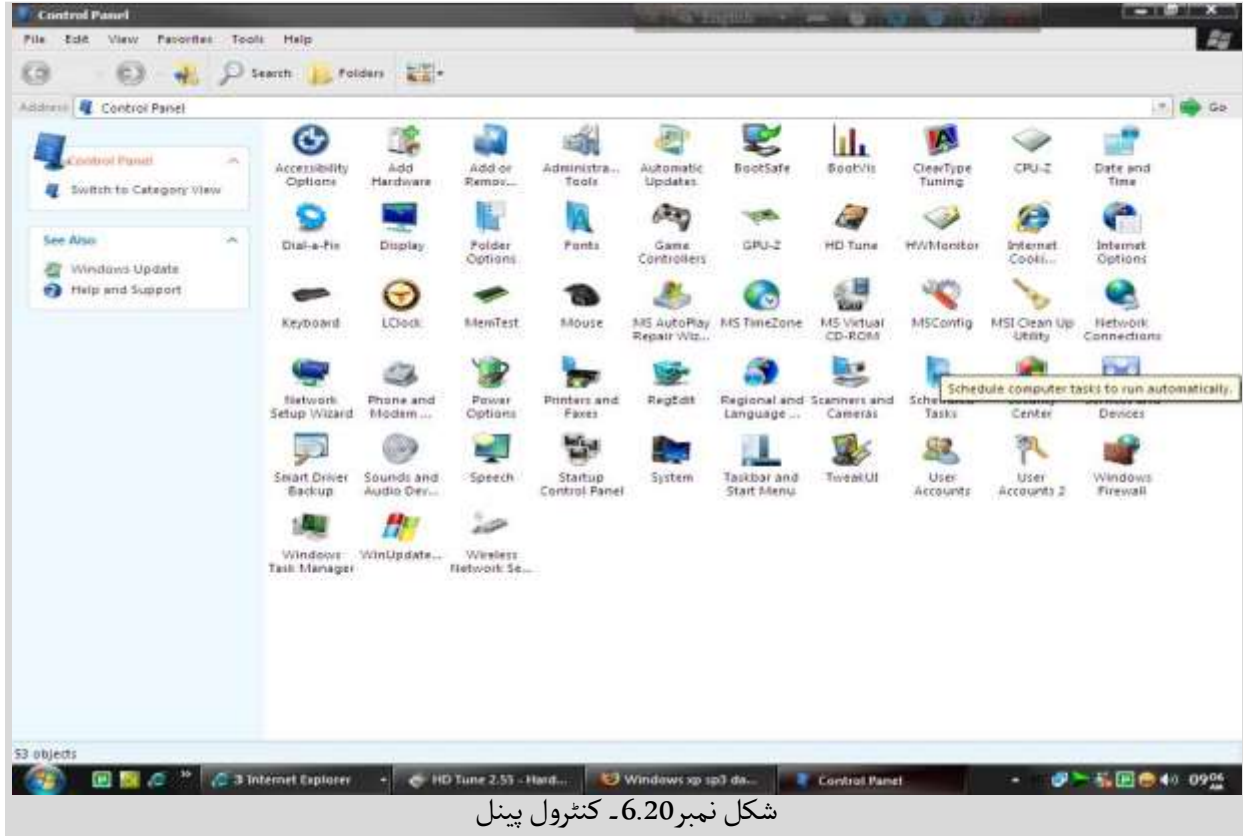 Control Panel
File Edit View Favorites Tools Help
Search Folders
Address Control Panel Go
Control Panel
Switch to Category View
See Also
Windows Update
Help and Support
Accessibility Options
Add Hardware
Add or Remov...
Administra... Tools
Automatic Updates
BootSafe
BootVis
ClearType Tuning
CPU-Z
Date and Time
Dial-a-Fix
Display
Folder Options
Fonts
Game Controllers
GPU-Z
HD Tune
HWMonitor
Internet Cooki...
Internet Options
Keyboard
LClock
MemTest
Mouse
MS AutoPlay Repair Wiz...
MS TimeZone
MS Virtual CD-ROM
MSConfig
MSI Clean Up Utility
Network Connections
Network Setup Wizard
Phone and Modem ...
Power Options
Printers and Faxes
RegEdit
Regional and Language ...
Scanners and Cameras
Scheduled Tasks
Schedule computer tasks to run automatically.
Center
Devices
Smart Driver Backup
Sounds and Audio Dev...
Speech
Startup Control Panel
System
Taskbar and Start Menu
TweakUI
User Accounts
User Accounts 2
Windows Firewall
Windows Task Manager
WinUpdate...
Wireless Network Se...
53 objects
3 Internet Explorer
HD Tune 2.55 - Hard...
Windows xp sp3 da...
Control Panel
09:06 AM
شکل نمبر6.20۔ کنٹرول پینل